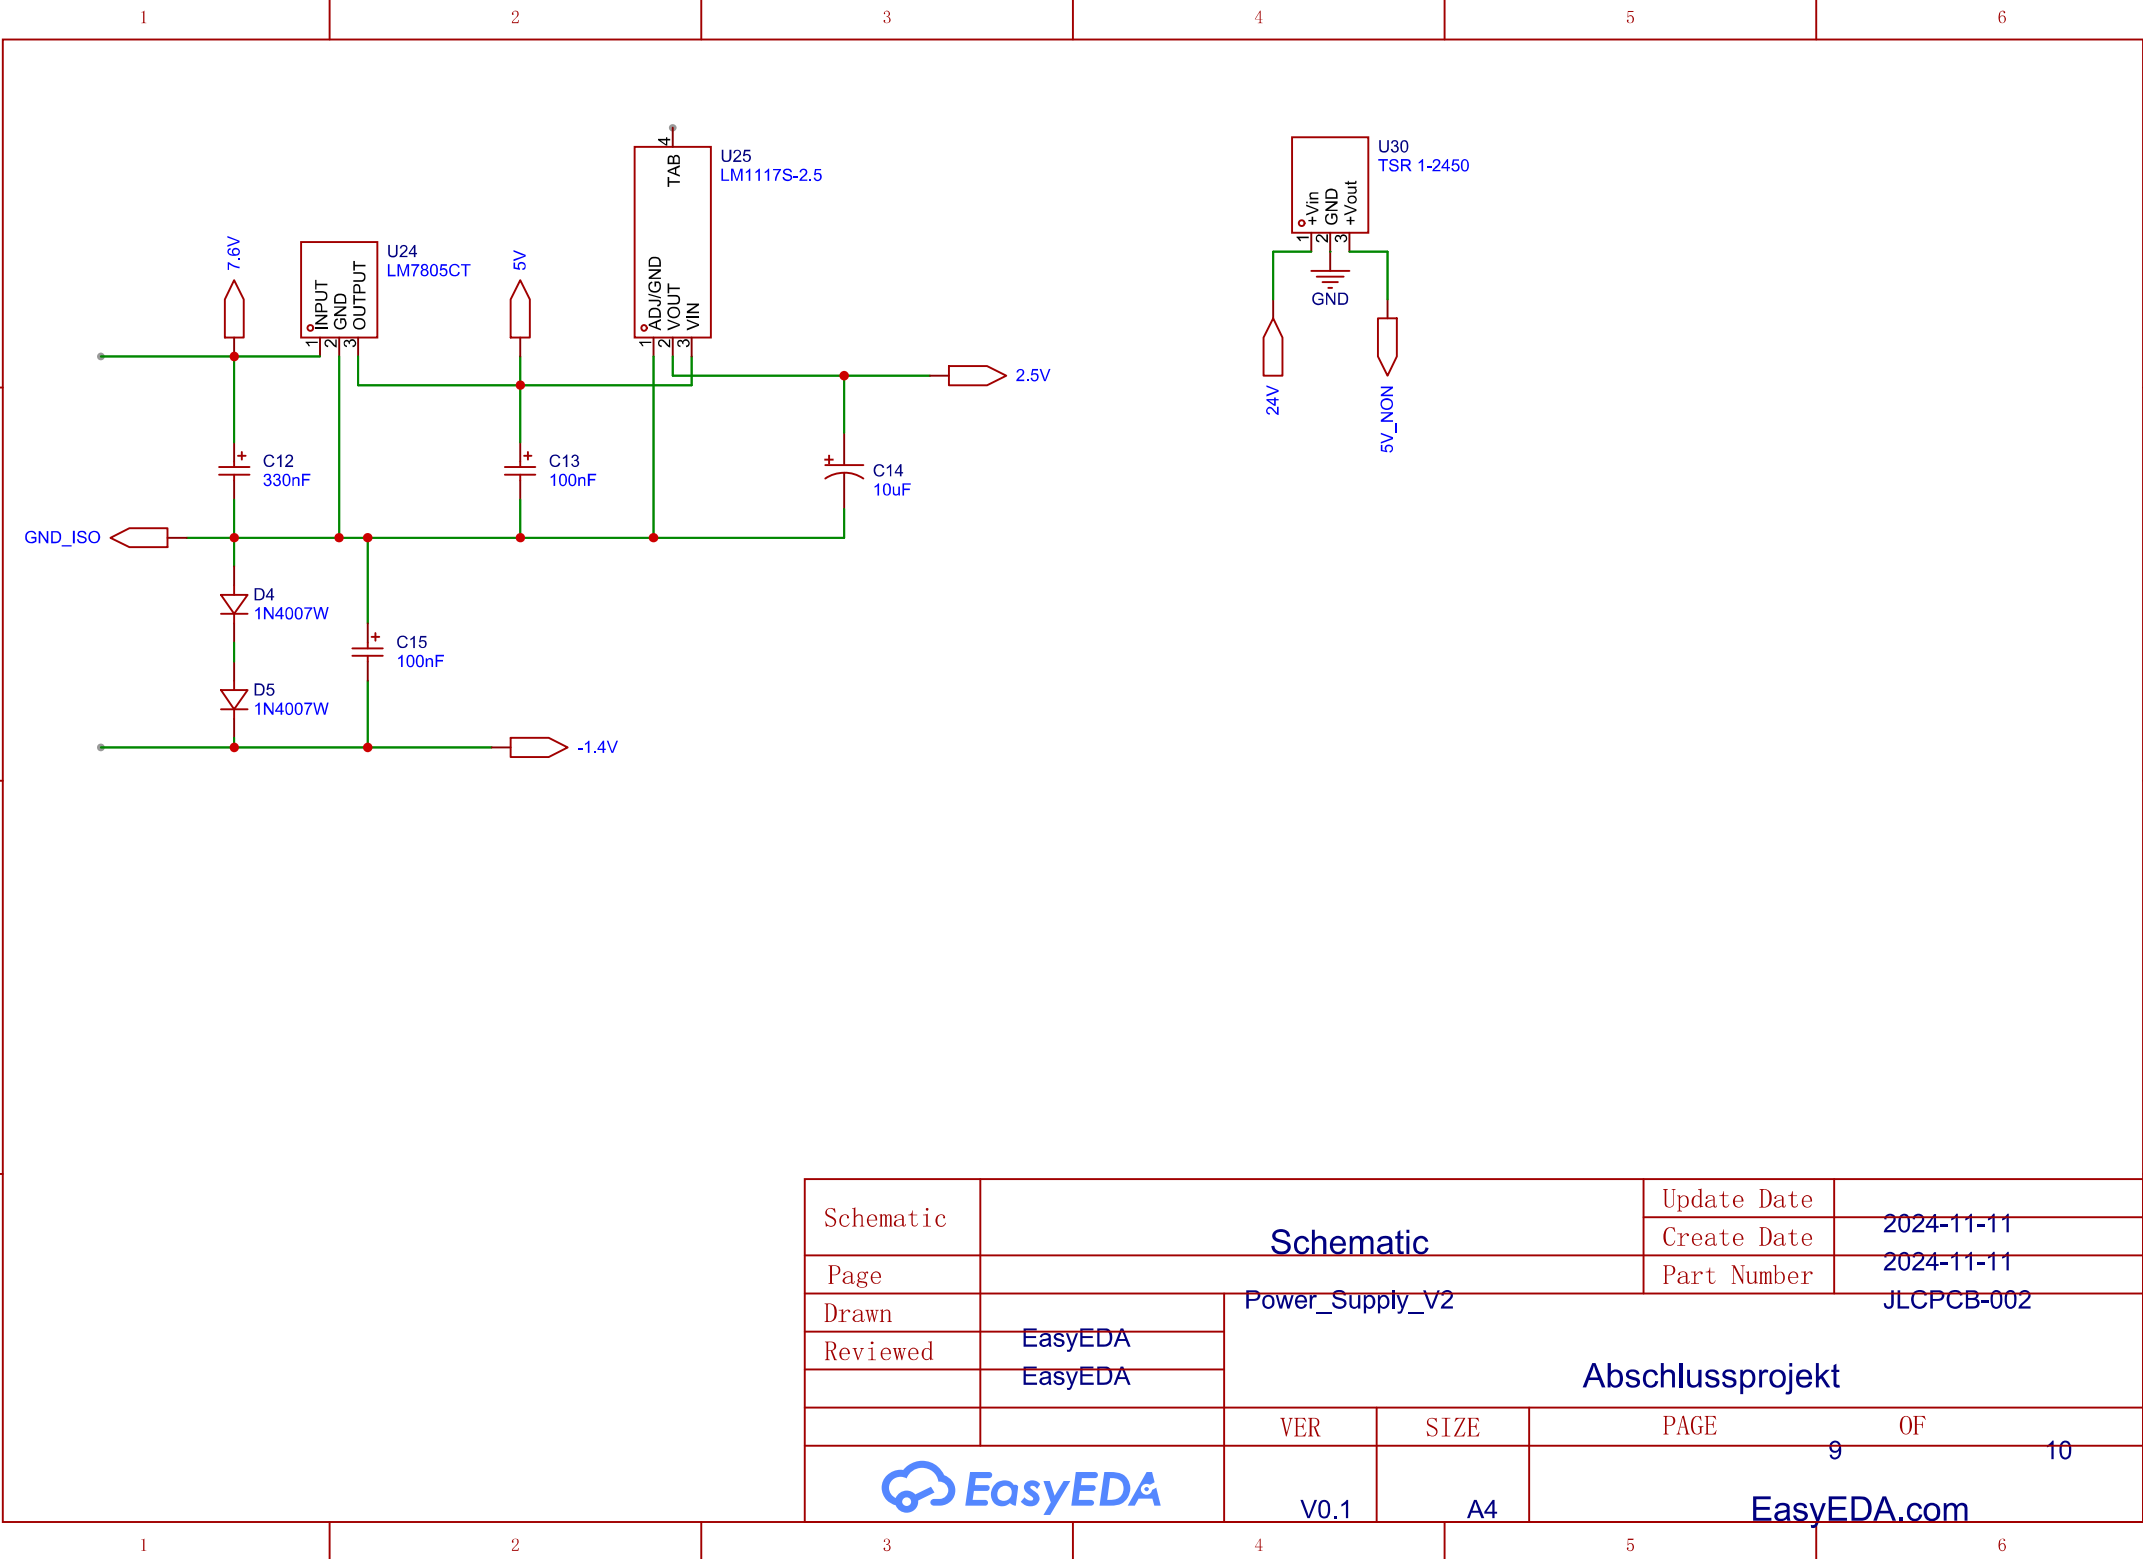 1 2 3 4 5 6
7.6V
INPUT
GND
OUTPUT
1
2
3
U24
LM7805CT
5V
4
TAB
ADJ/GND
VOUT
VIN
1
2
3
U25
LM1117S-2.5
2.5V
+Vin
GND
+Vout
1
2
3
U30
TSR 1-2450
GND
24V
5V_NON
+
C12
330nF
+
C13
100nF
+
C14
10uF
GND_ISO
D4
1N4007W
+
C15
100nF
D5
1N4007W
-1.4V
Schematic
Schematic
Update Date
2024-11-11
Create Date
2024-11-11
Page
Power_Supply_V2
Part Number
JLCPCB-002
Drawn
EasyEDA
Reviewed
EasyEDA
Abschlussprojekt
VER SIZE PAGE OF
9 10
EasyEDA
V0.1 A4 EasyEDA.com
1 2 3 4 5 6